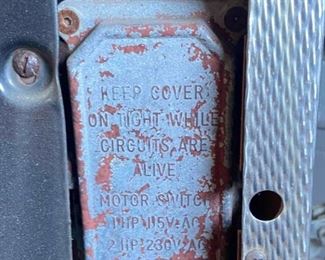 KEEP COVER
ON TIGHT WHILE
CIRCUITS ARE
ALIVE
MOTOR SWITCH
1 HP 115V-AC
2 HP 230V AC